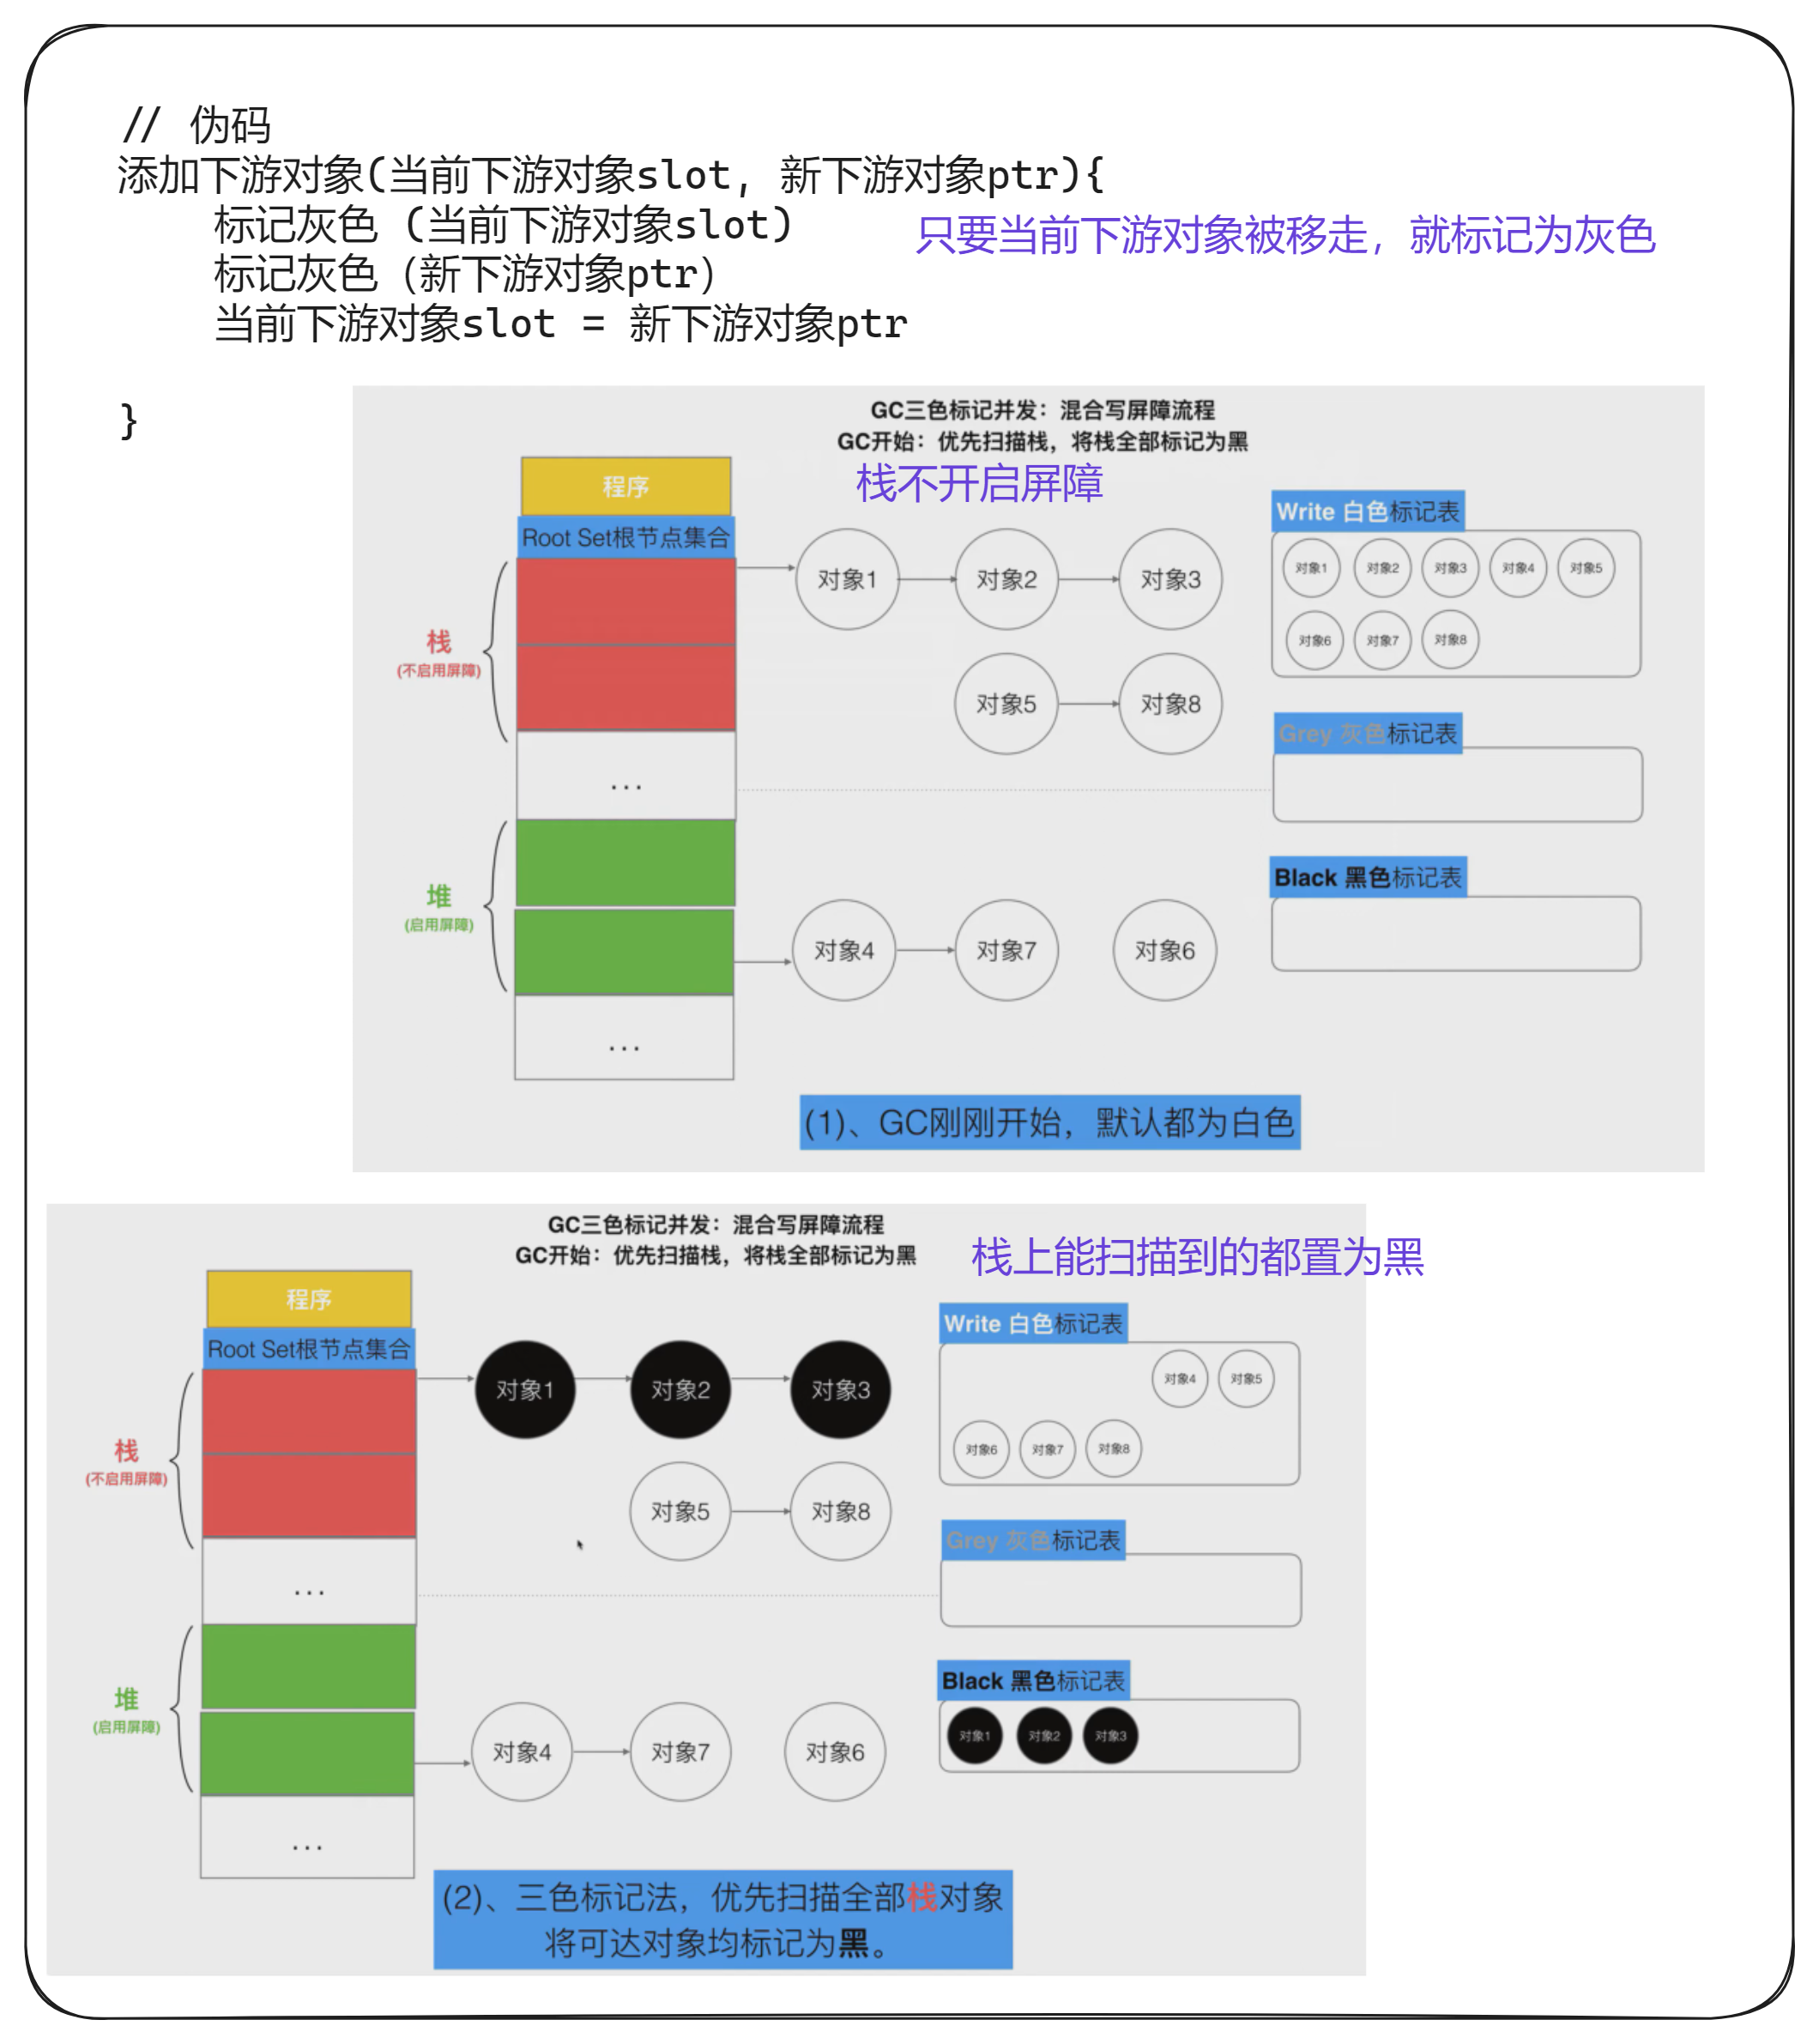 // 伪码
添加下游对象(当前下游对象slot, 新下游对象ptr){
标记灰色 (当前下游对象slot)
只要当前下游对象被移走，就标记为灰色
标记灰色（新下游对象ptr）
当前下游对象slot = 新下游对象ptr
}
GC三色标记并发：混合写屏障流程
GC开始：优先扫描栈，将栈全部标记为黑
栈不开启屏障
程序
Root Set根节点集合
栈
(不启用屏障)
...
堆
(启用屏障)
...
对象1
对象2
对象3
对象5
对象8
对象4
对象7
对象6
Write 白色标记表
对象1 对象2 对象3 对象4 对象5
对象6 对象7 对象8
Grey 灰色标记表
Black 黑色标记表
(1)、GC刚刚开始，默认都为白色
GC三色标记并发：混合写屏障流程
GC开始：优先扫描栈，将栈全部标记为黑
栈上能扫描到的都置为黑
程序
Root Set根节点集合
栈
(不启用屏障)
...
堆
(启用屏障)
...
对象1
对象2
对象3
对象5
对象8
对象4
对象7
对象6
Write 白色标记表
对象4 对象5
对象6 对象7 对象8
Grey 灰色标记表
Black 黑色标记表
对象1 对象2 对象3
(2)、三色标记法，优先扫描全部栈对象
将可达对象均标记为黑。